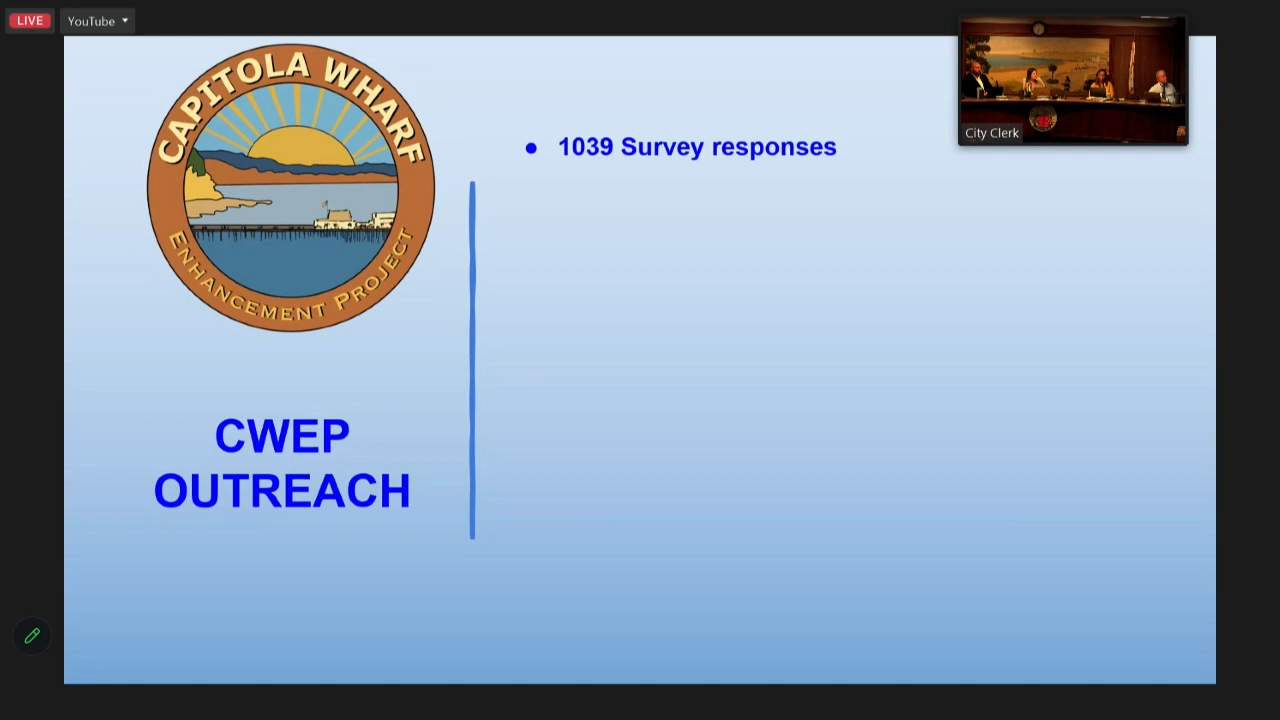 LIVE
YouTube
CAPITOLA WHARF
ENHANCEMENT PROJECT
CWEP
OUTREACH
● 1039 Survey responses
City Clerk